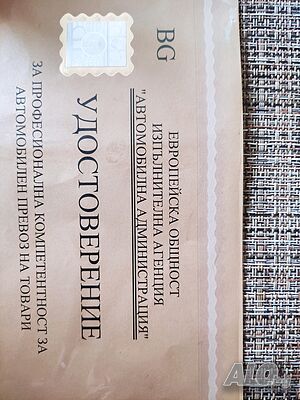 BG
ЕВРОПЕЙСКА ОБЩНОСТ
ИЗПЪЛНИТЕЛНА АГЕНЦИЯ
"АВТОМОБИЛНА АДМИНИСТРАЦИЯ"
УДОСТОВЕРЕНИЕ
ЗА ПРОФЕСИОНАЛНА КОМПЕТЕНТНОСТ ЗА
АВТОМОБИЛЕН ПРЕВОЗ НА ТОВАРИ